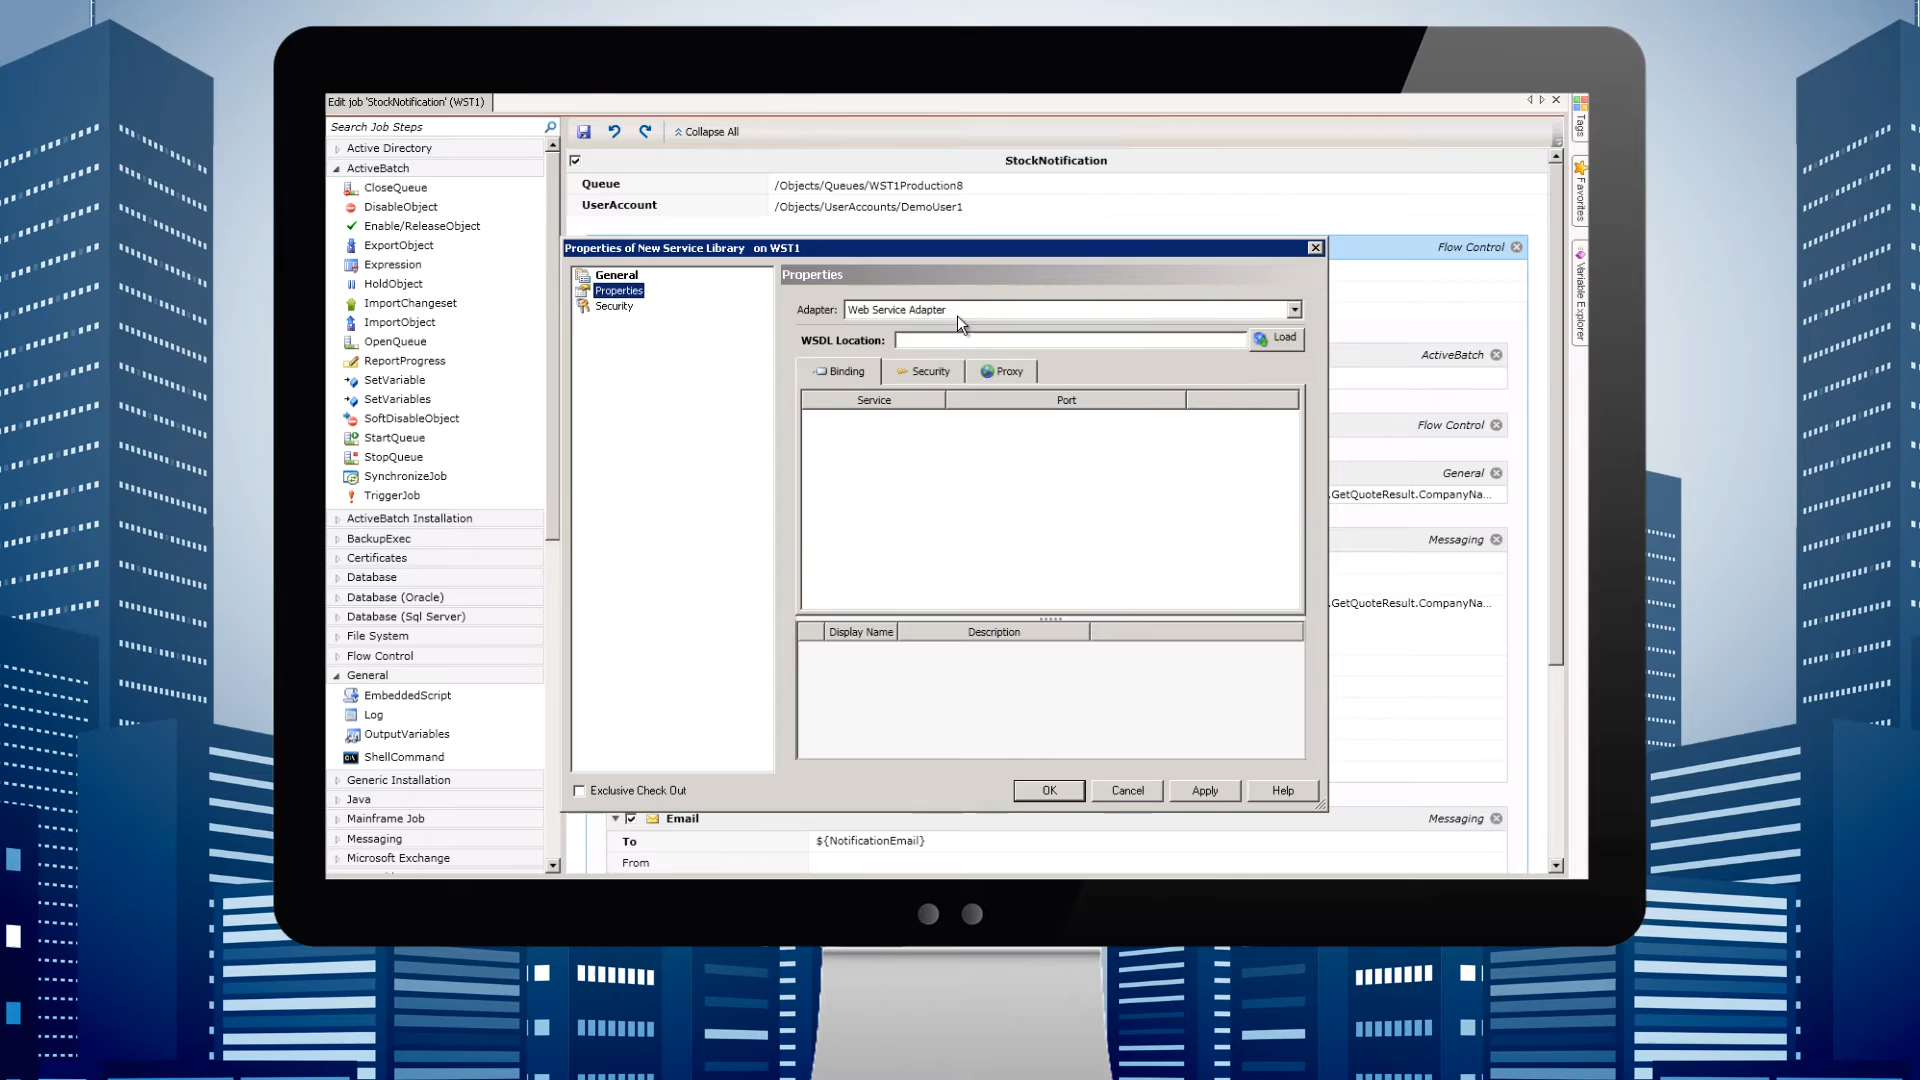 Edit job 'StockNotification' (WST1)
Search Job Steps
Collapse All
Active Directory
ActiveBatch
CloseQueue
DisableObject
Enable/ReleaseObject
ExportObject
Expression
HoldObject
ImportChangeset
ImportObject
OpenQueue
ReportProgress
SetVariable
SetVariables
SoftDisableObject
StartQueue
StopQueue
SynchronizeJob
TriggerJob
ActiveBatch Installation
BackupExec
Certificates
Database
Database (Oracle)
Database (Sql Server)
File System
Flow Control
General
EmbeddedScript
Log
OutputVariables
ShellCommand
Generic Installation
Java
Mainframe Job
Messaging
Microsoft Exchange
StockNotification
Queue /Objects/Queues/WST1Production8
UserAccount /Objects/UserAccounts/DemoUser1
Properties of New Service Library on WST1
General
Properties
Security
Properties
Adapter: Web Service Adapter
WSDL Location: Load
Binding Security Proxy
Service Port
Display Name Description
Exclusive Check Out
OK Cancel Apply Help
Flow Control
ActiveBatch
Flow Control
General
.GetQuoteResult.CompanyNa...
Messaging
.GetQuoteResult.CompanyNa...
Email Messaging
To ${NotificationEmail}
From
Tags
Favorites
Variable Explorer